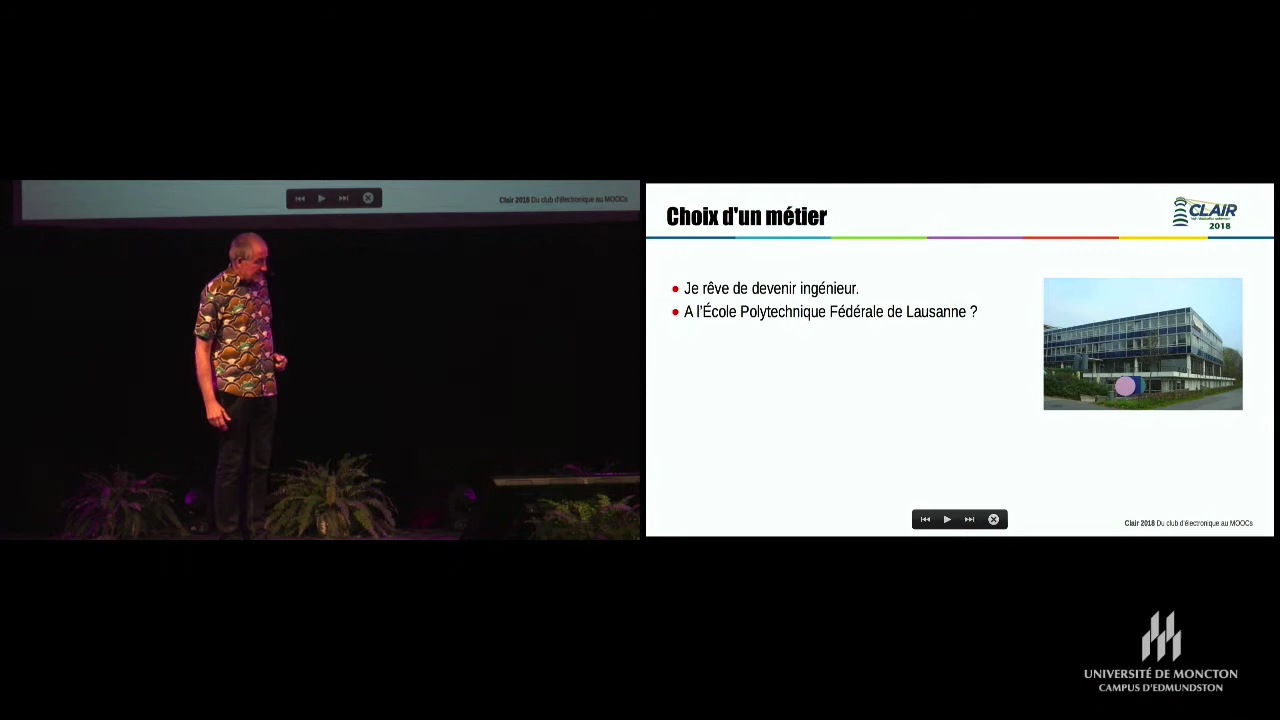 Clair 2018 Du club d'électronique au MOOCs
Choix d'un métier
CLAIR
2018
Je rêve de devenir ingénieur.
A l'École Polytechnique Fédérale de Lausanne ?
Clair 2018 Du club d'électronique au MOOCs
UNIVERSITÉ DE MONCTON
CAMPUS D'EDMUNDSTON